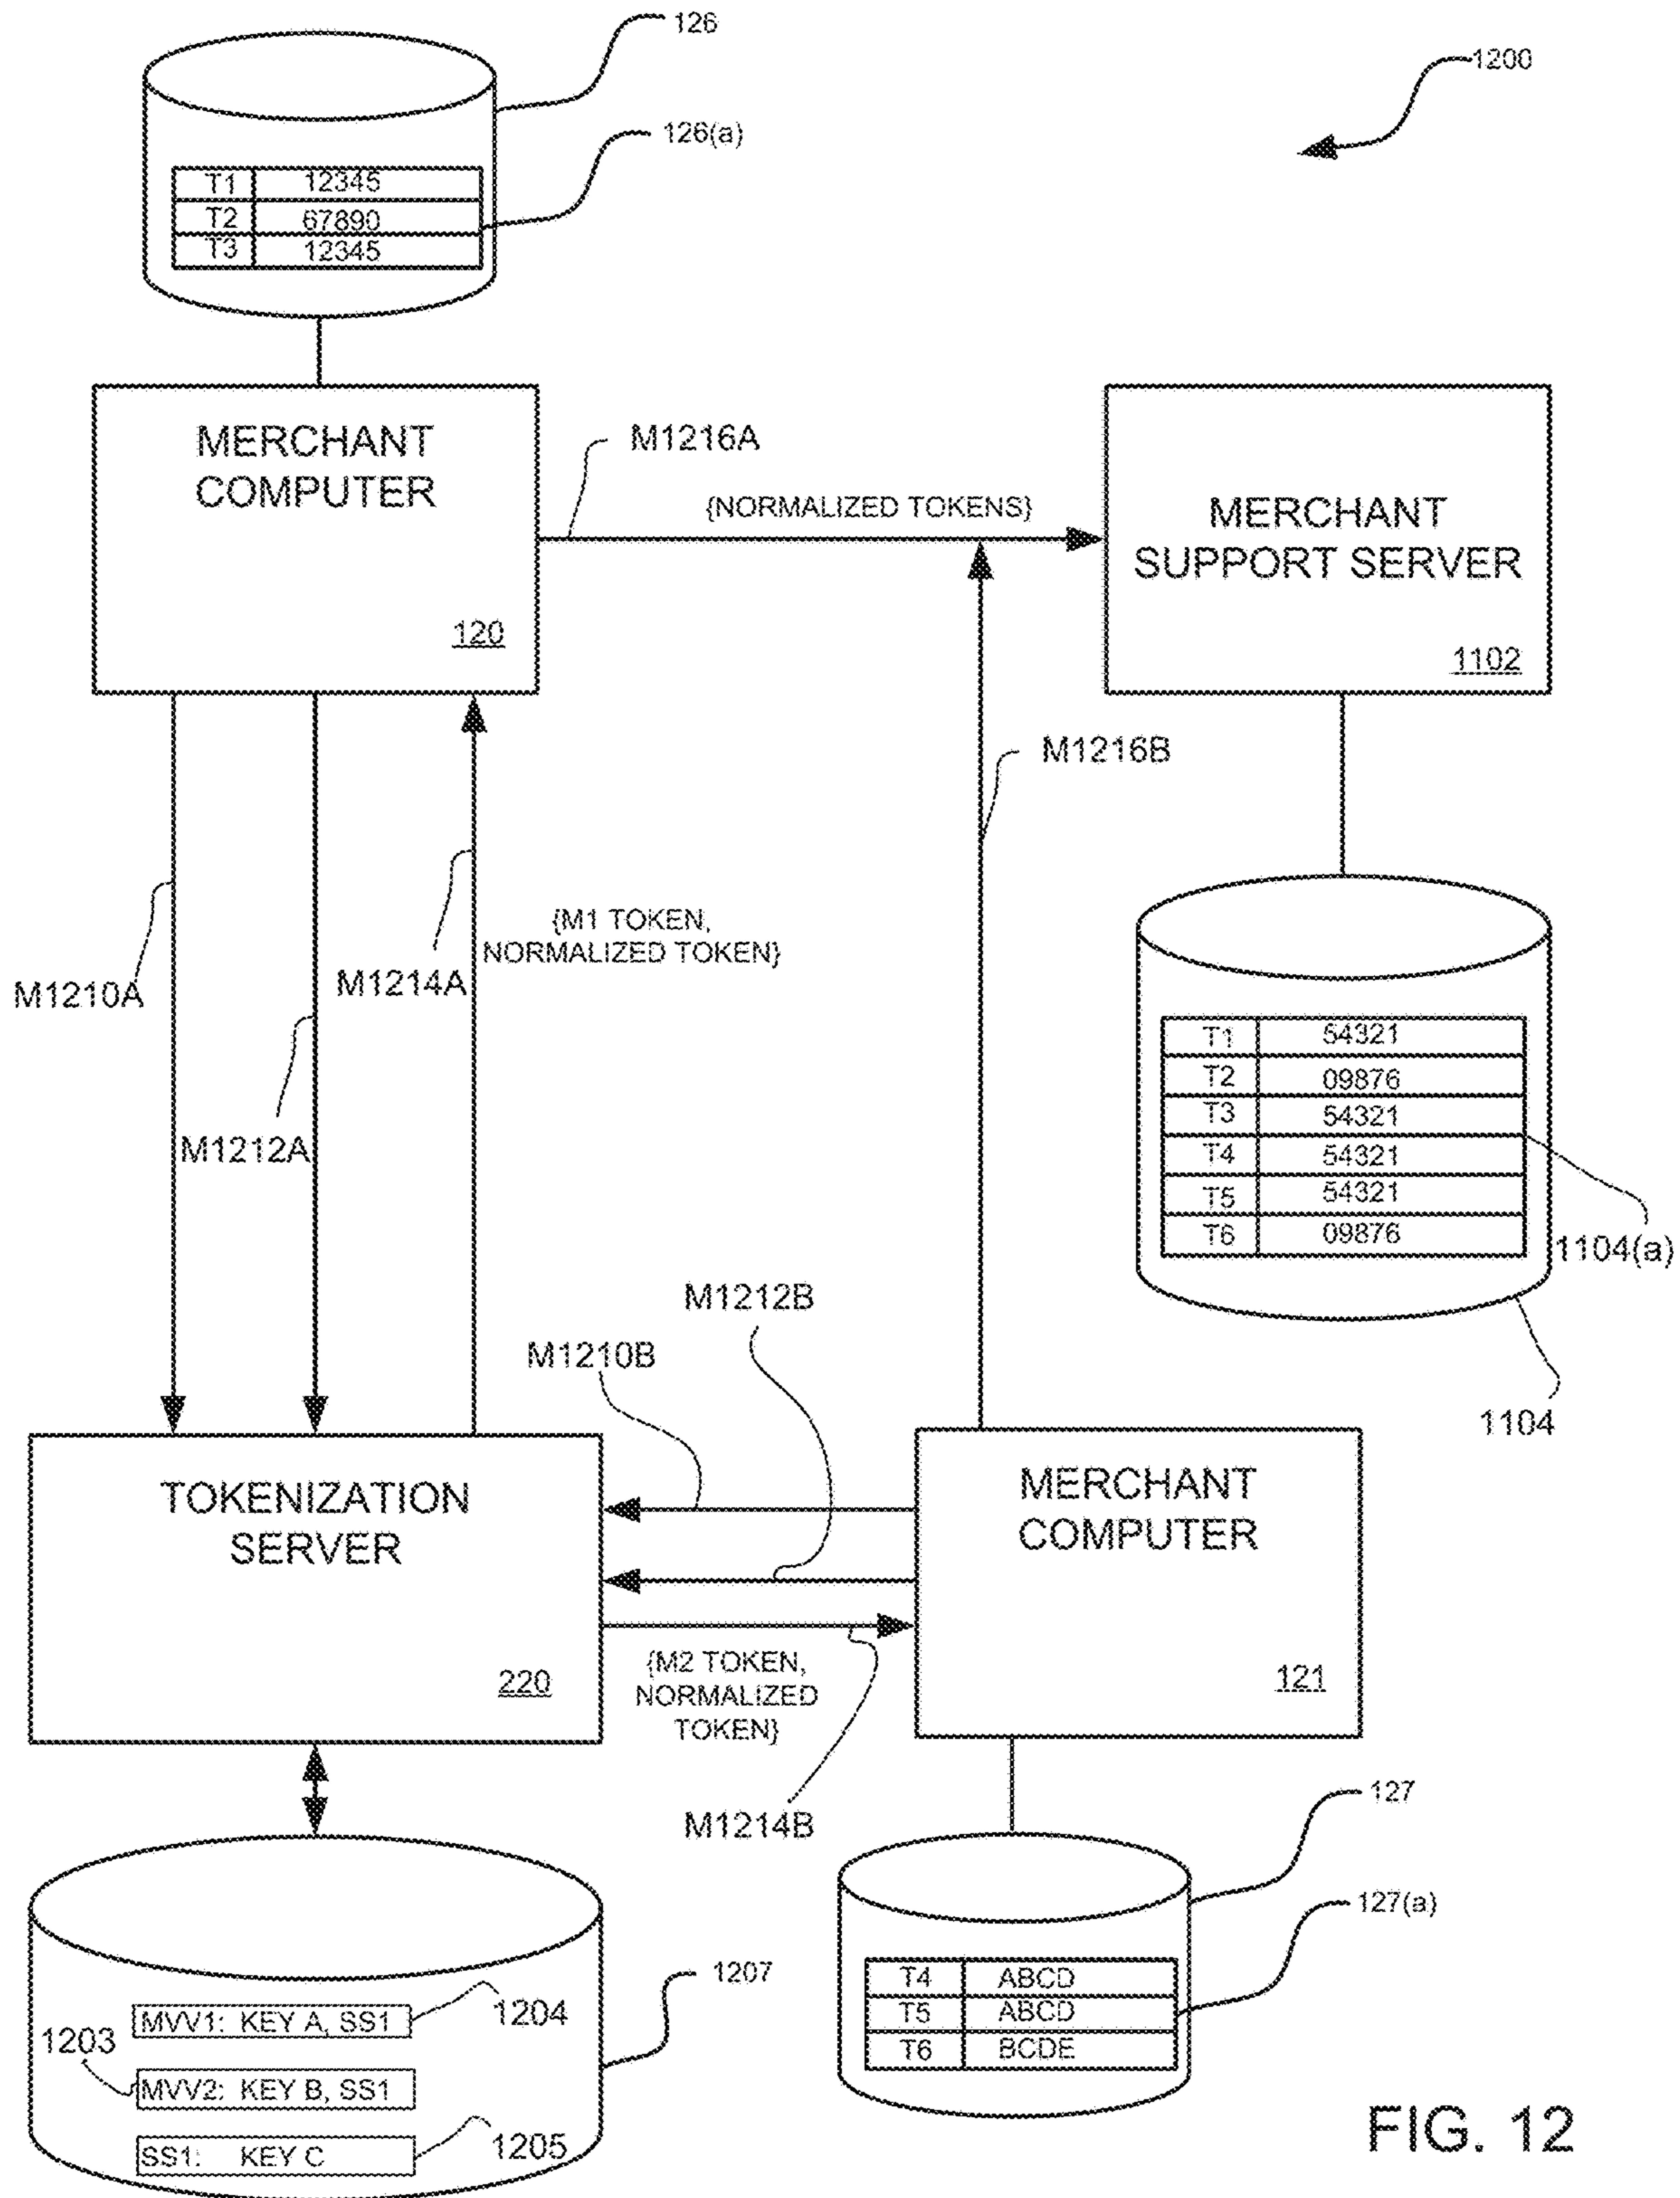 126
1200
126(a)
T1 12345
T2 67890
T3 12345
MERCHANT
COMPUTER
120
M1216A
{NORMALIZED TOKENS}
MERCHANT
SUPPORT SERVER
1102
M1216B
{M1 TOKEN,
NORMALIZED TOKEN}
M1210A
M1214A
M1212A
T1 54321
T2 09876
T3 54321
T4 54321
T5 54321
T6 09876
1104(a)
1104
M1212B
M1210B
TOKENIZATION
SERVER
220
MERCHANT
COMPUTER
121
{M2 TOKEN,
NORMALIZED
TOKEN}
M1214B
127
127(a)
T4 ABCD
T5 ABCD
T6 BCDE
1207
1204
MVV1: KEY A, SS1
1203
MVV2: KEY B, SS1
1205
SS1: KEY C
FIG. 12